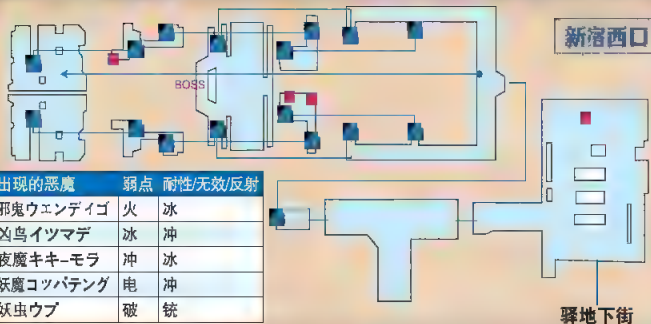 新宿西口
BOSS
出现的恶魔 弱点 耐性/无效/反射
邪鬼ウエンディゴ 火 冰
凶鸟イツマデ 冰 冲
夜魔キキーモラ 冲 冰
妖魔コッパテング 电 冲
妖虫ウブ 破 铳
驿地下街